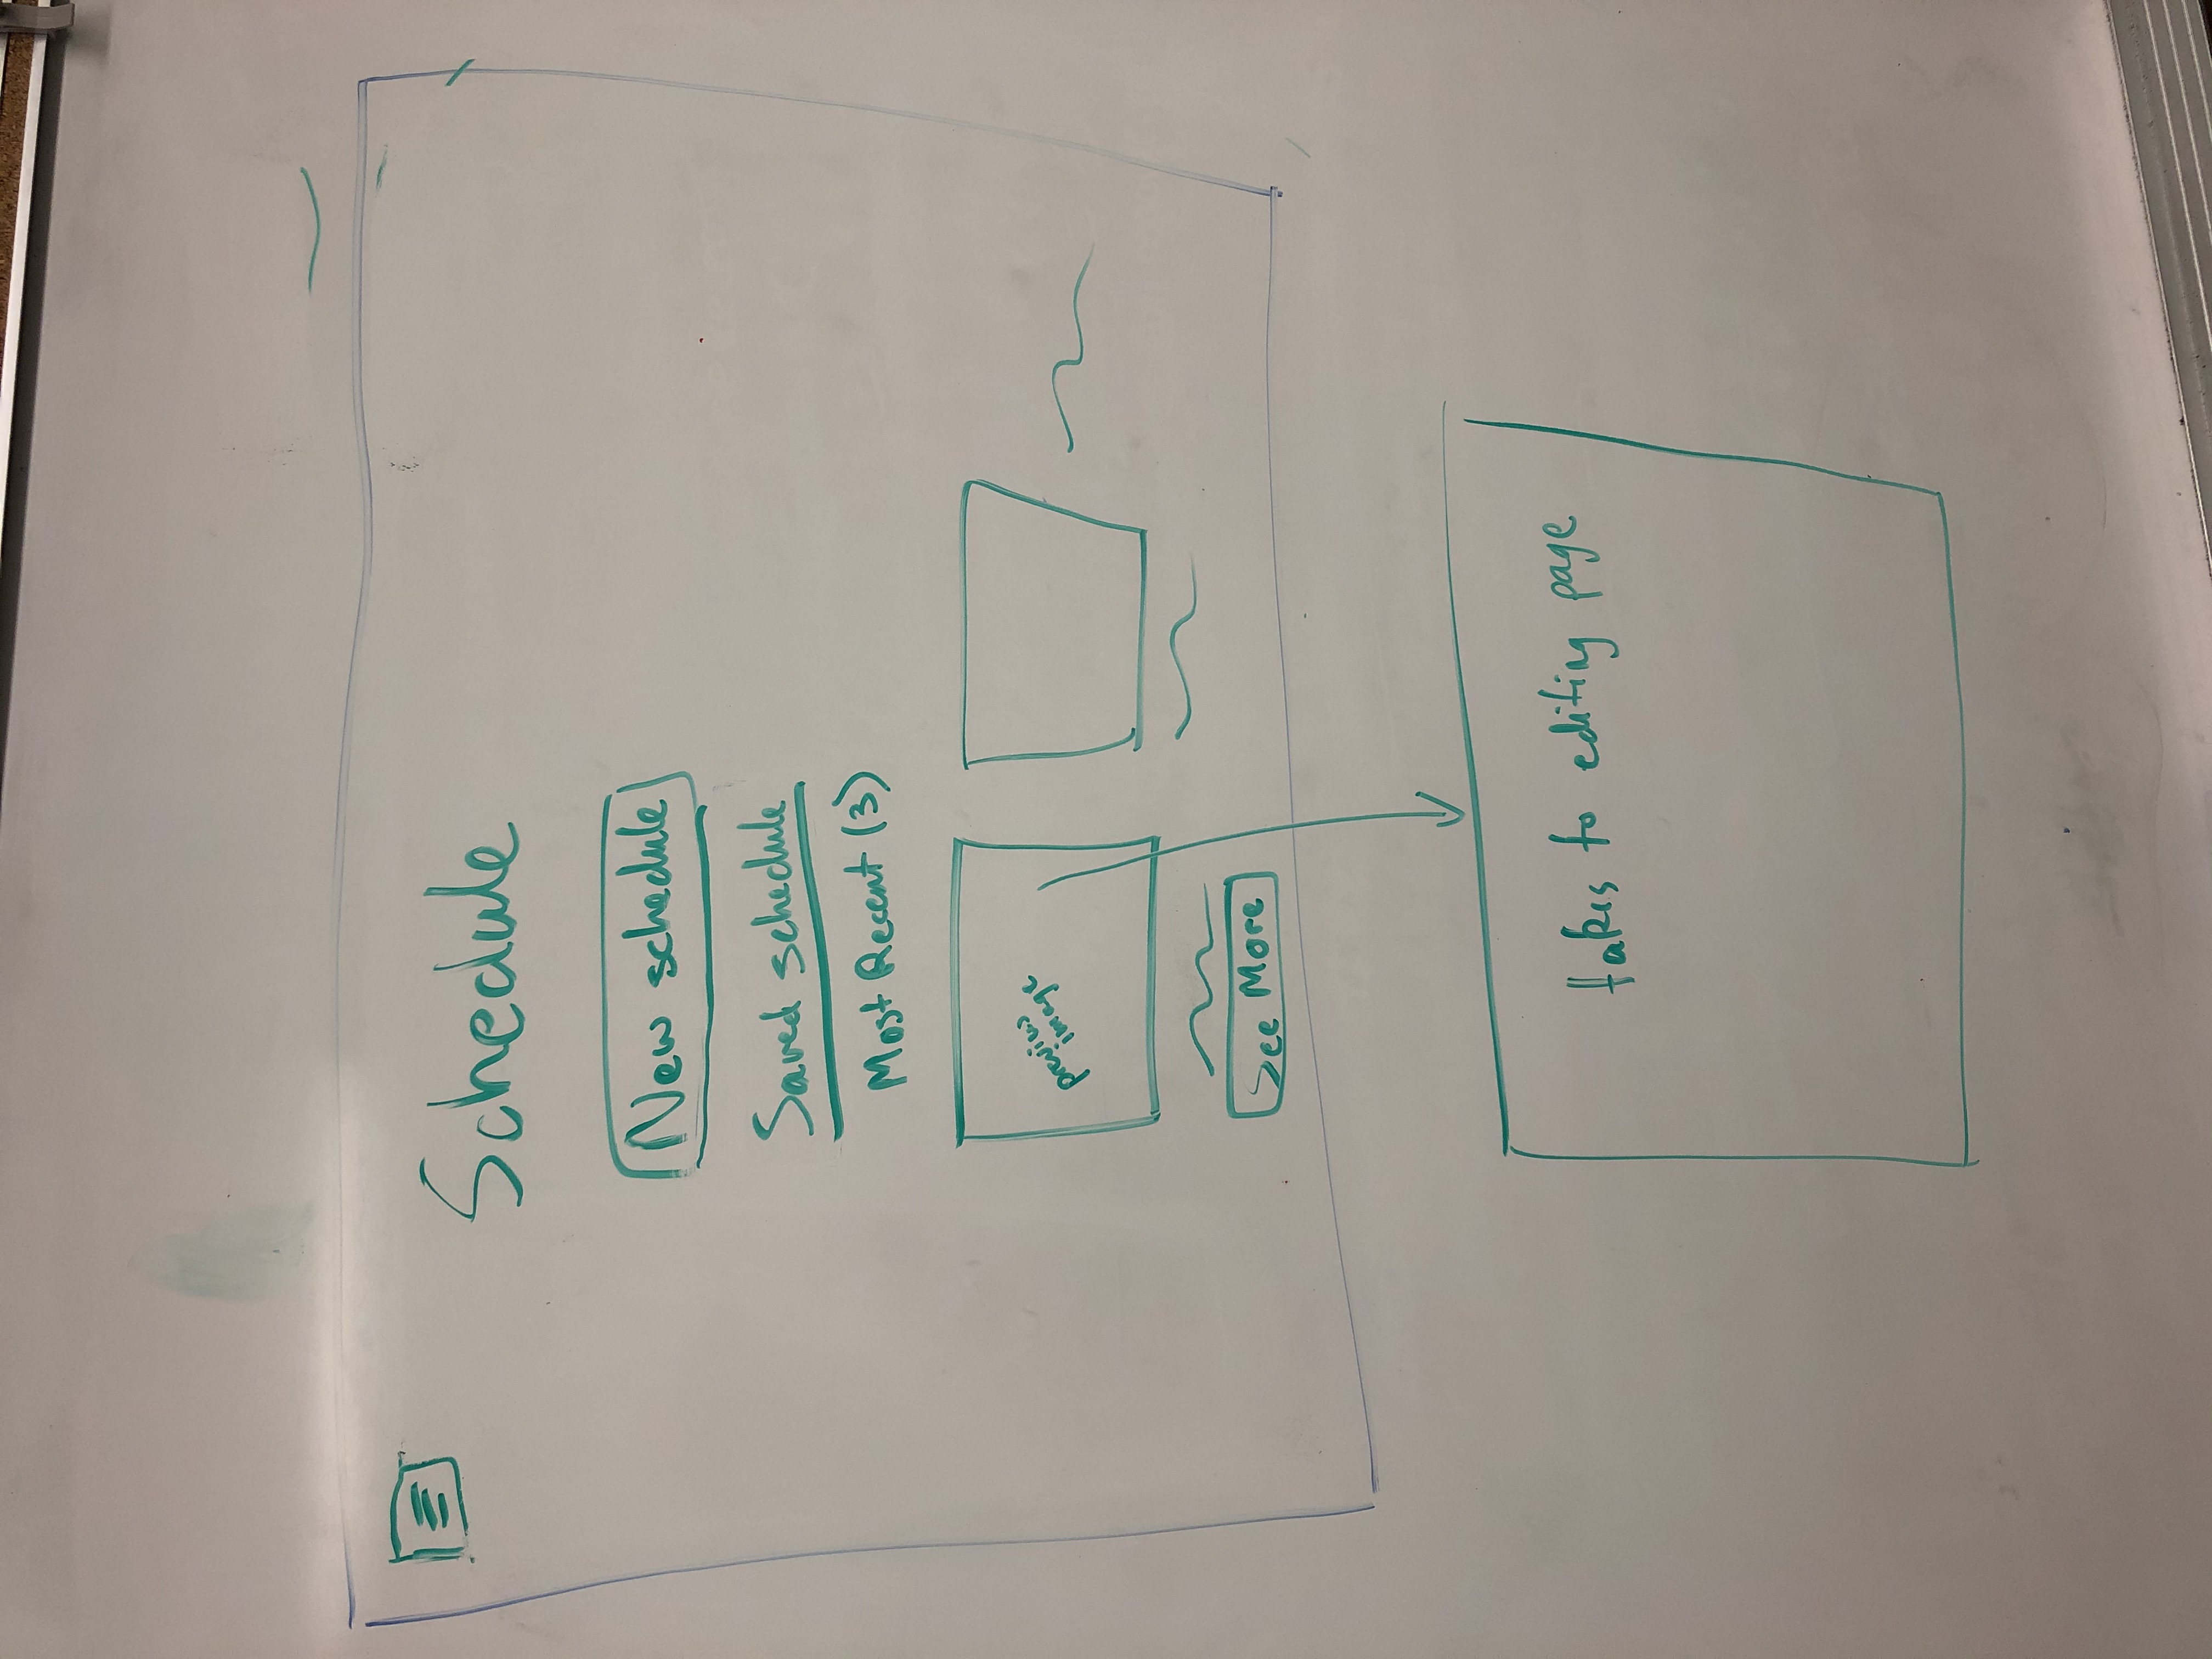 Schedule
New schedule
Saved schedule
Most Recent (3)
preview
image
See More
takes to editing page